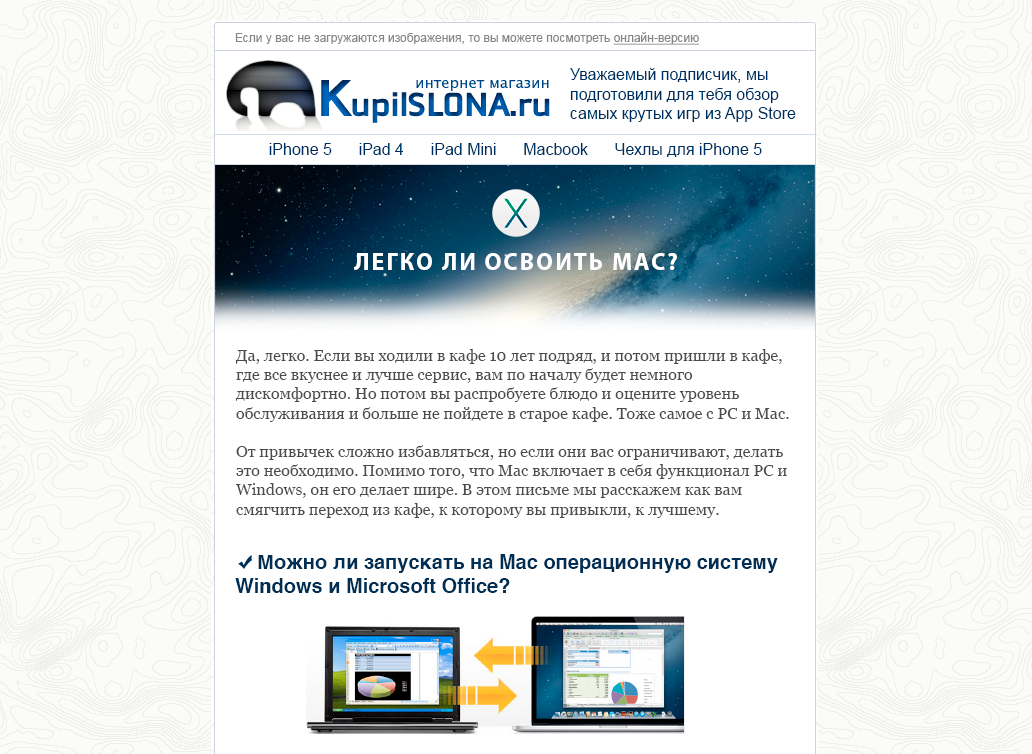 Если у вас не загружаются изображения, то вы можете посмотреть онлайн-версию
интернет магазин
KupiISLONA.ru
Уважаемый подписчик, мы
подготовили для тебя обзор
самых крутых игр из App Store
iPhone 5 iPad 4 iPad Mini Macbook Чехлы для iPhone 5
X
ЛЕГКО ЛИ ОСВОИТЬ МАС?
Да, легко. Если вы ходили в кафе 10 лет подряд, и потом пришли в кафе,
где все вкуснее и лучше сервис, вам по началу будет немного
дискомфортно. Но потом вы распробуете блюдо и оцените уровень
обслуживания и больше не пойдете в старое кафе. Тоже самое с PC и Mac.
От привычек сложно избавляться, но если они вас ограничивают, делать
это необходимо. Помимо того, что Mac включает в себя функционал PC и
Windows, он его делает шире. В этом письме мы расскажем как вам
смягчить переход из кафе, к которому вы привыкли, к лучшему.
Можно ли запускать на Mac операционную систему
Windows и Microsoft Office?